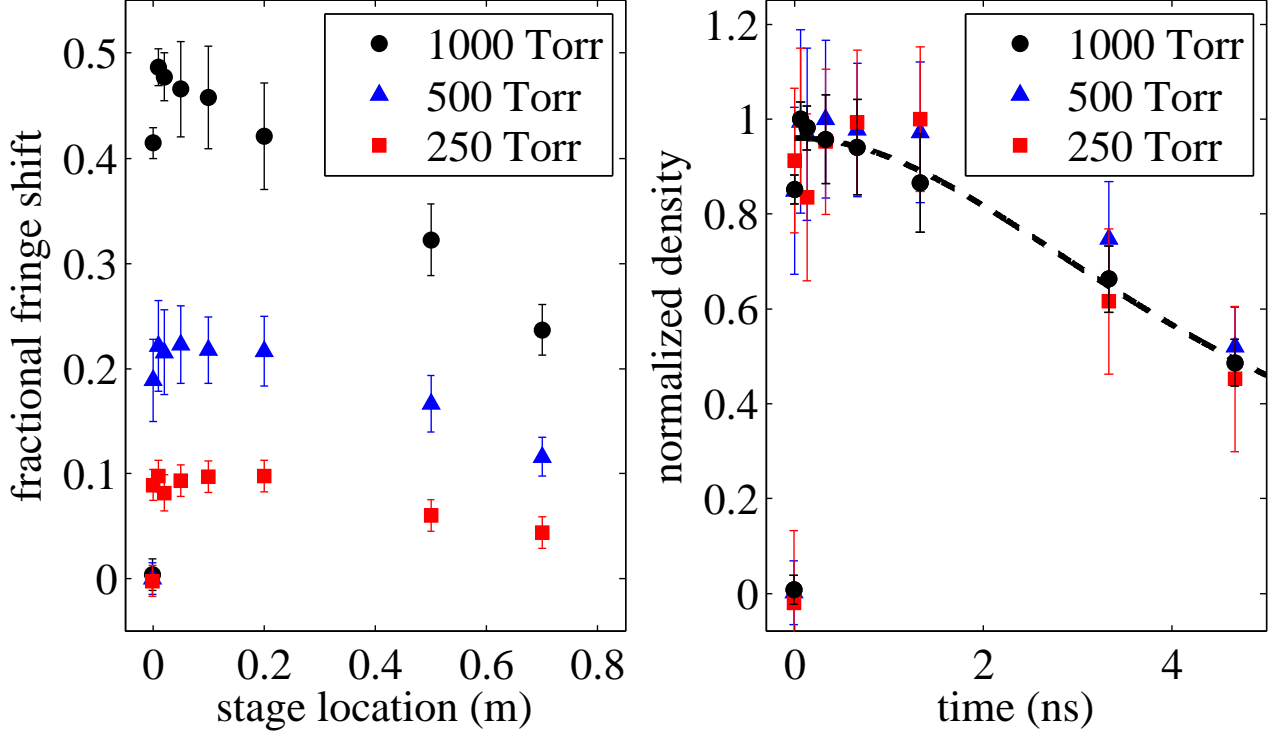 0.5
0.4
0.3
0.2
0.1
0
0
0.2
0.4
0.6
0.8
fractional fringe shift
stage location (m)
1000 Torr
500 Torr
250 Torr
1.2
1
0.8
0.6
0.4
0.2
0
0
2
4
normalized density
time (ns)
1000 Torr
500 Torr
250 Torr